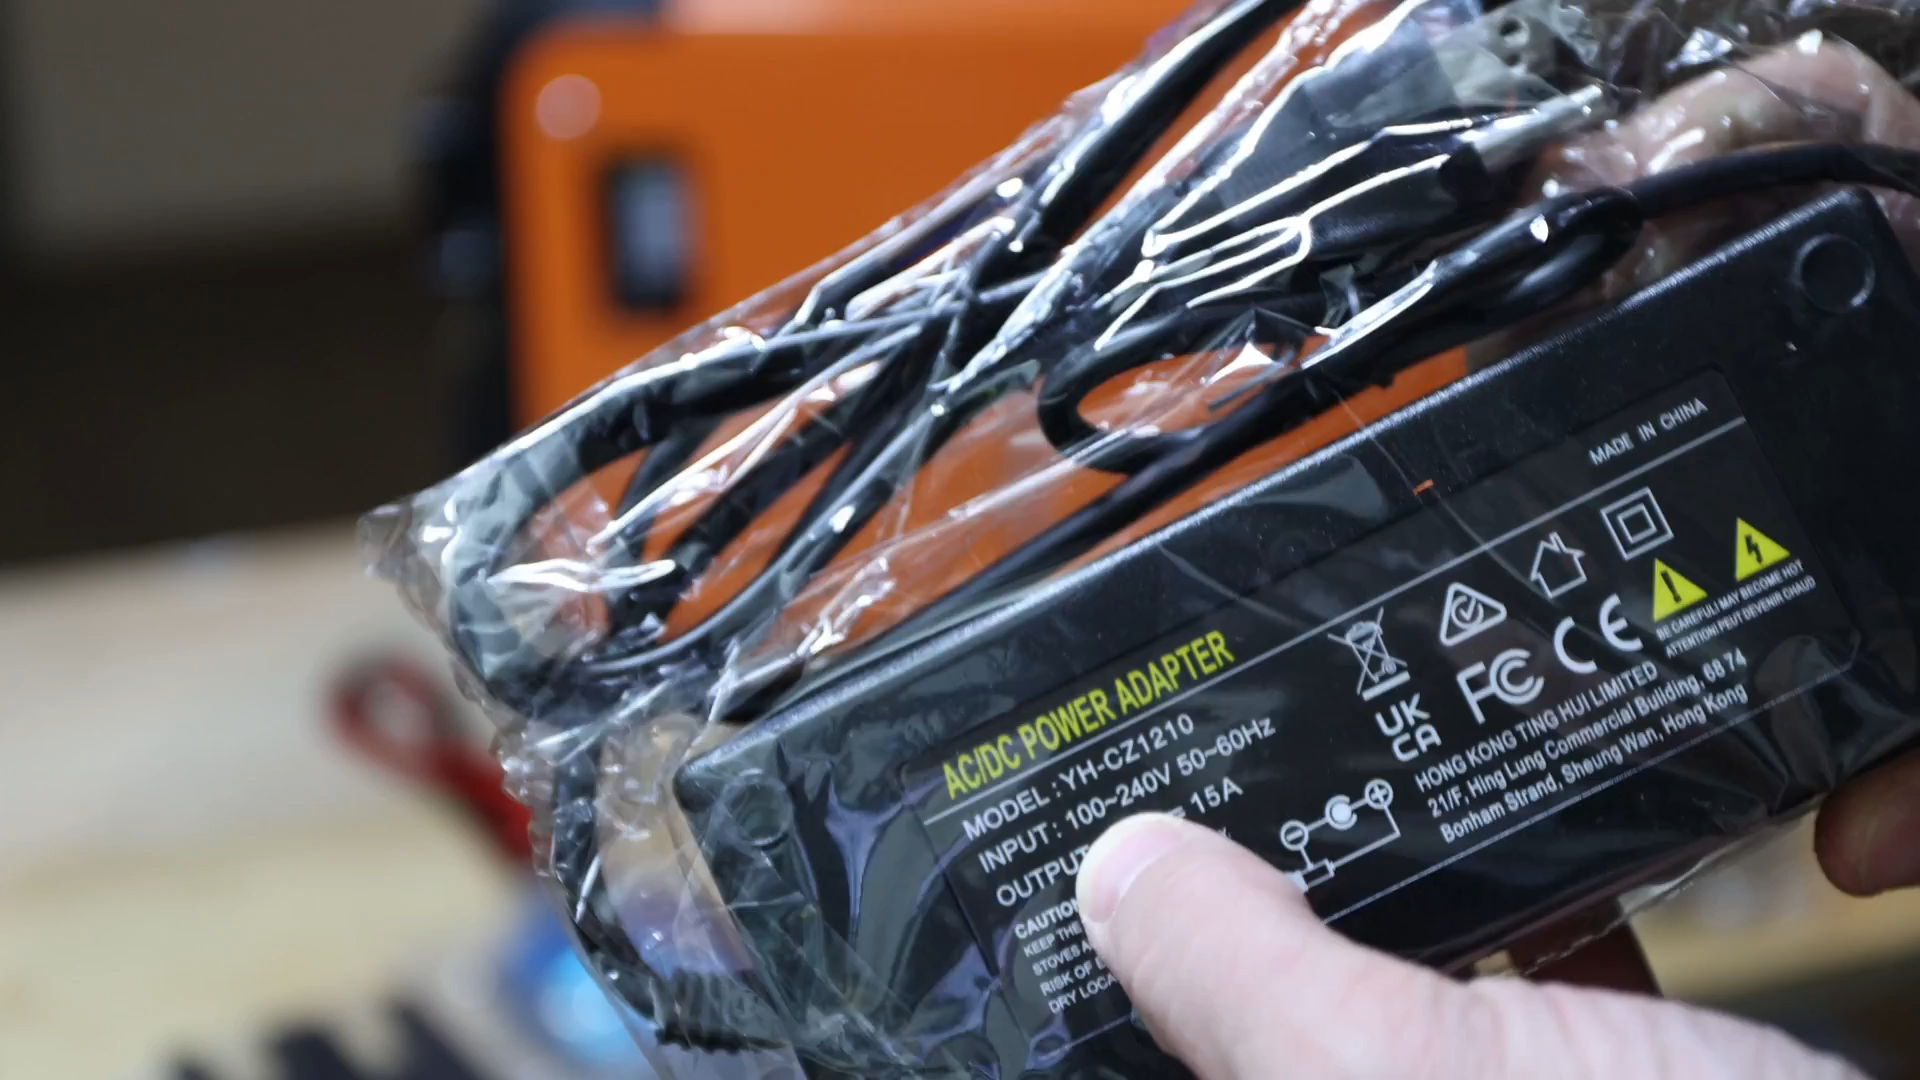 MADE IN CHINA
AC/DC POWER ADAPTER
MODEL : YH-CZ1210
INPUT : 100~240V 50~60Hz
OUTPUT 15A
CAUTION
KEEP THE
STOVES
RISK OF
DRY LOCA
UK
CA
FC
CE
BE CAREFUL! MAY BECOME HOT
ATTENTION! PEUT DEVENIR CHAUD
HONG KONG TING HUI LIMITED
21/F, Hing Lung Commercial Building, 68 74
Bonham Strand, Sheung Wan, Hong Kong